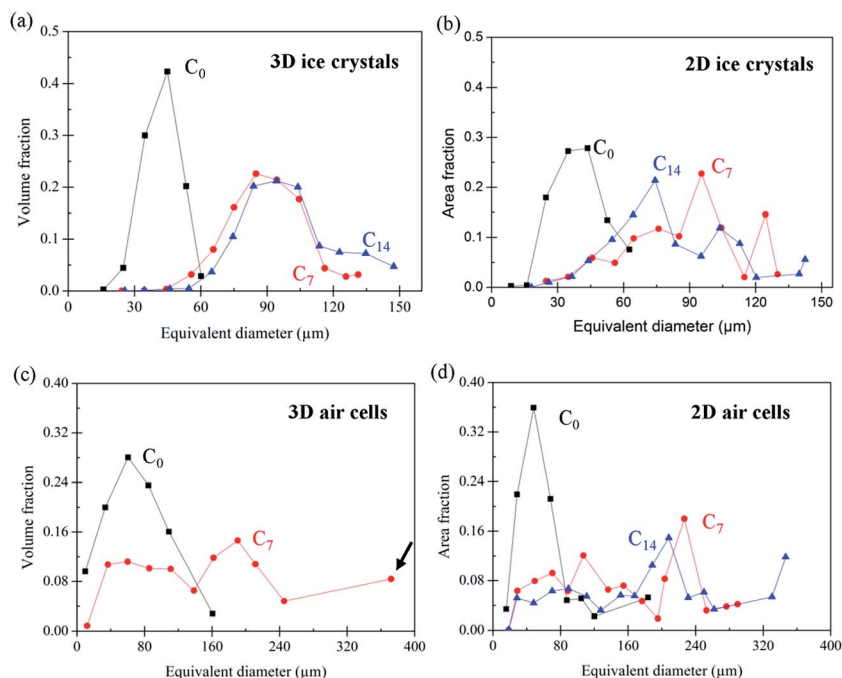 (a)
3D ice crystals
C0
C14
C7
Volume fraction
0.5
0.4
0.3
0.2
0.1
0.0
0 30 60 90 120 150
Equivalent diameter (µm)
(b)
2D ice crystals
C0
C14
C7
Area fraction
0.5
0.4
0.3
0.2
0.1
0.0
0 30 60 90 120 150
Equivalent diameter (µm)
(c)
3D air cells
C0
C7
Volume fraction
0.40
0.32
0.24
0.16
0.08
0.00
0 80 160 240 320 400
Equivalent diameter (µm)
(d)
2D air cells
C0
C14
C7
Area fraction
0.40
0.32
0.24
0.16
0.08
0.00
0 80 160 240 320 400
Equivalent diameter (µm)